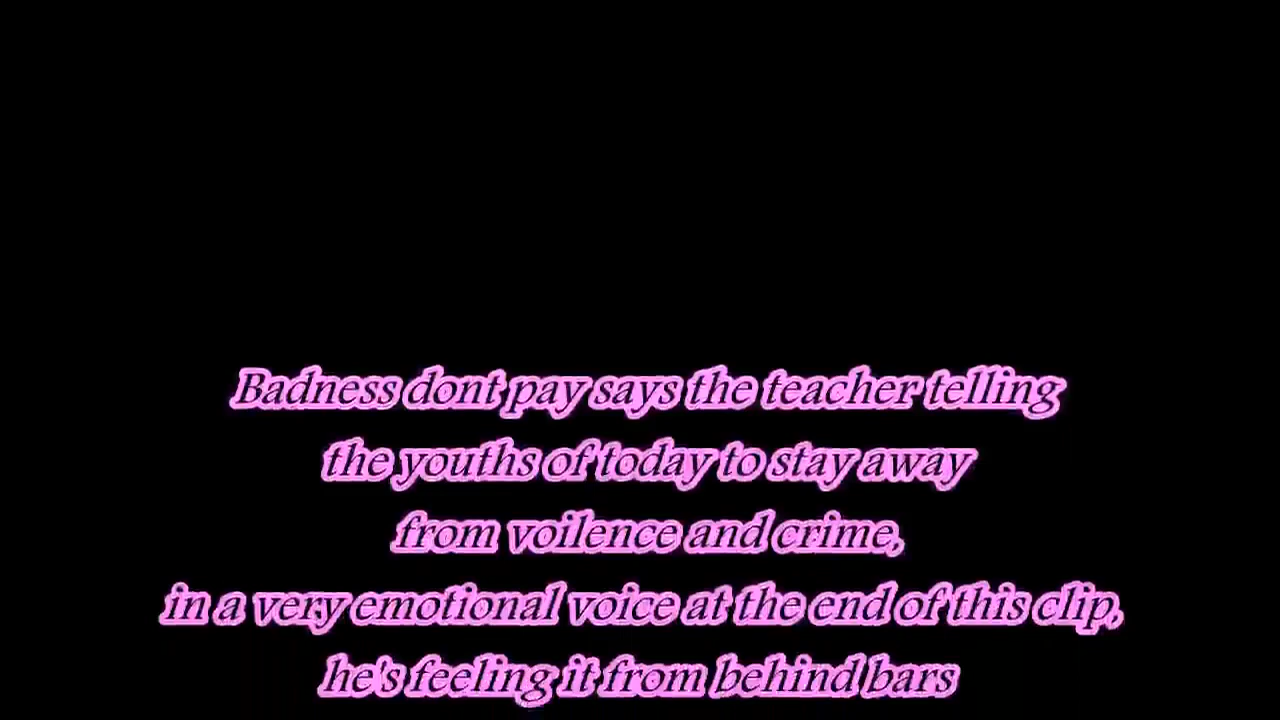 Badness dont pay says the teacher telling
the youths of today to stay away
from voilence and crime,
in a very emotional voice at the end of this clip,
he's feeling it from behind bars